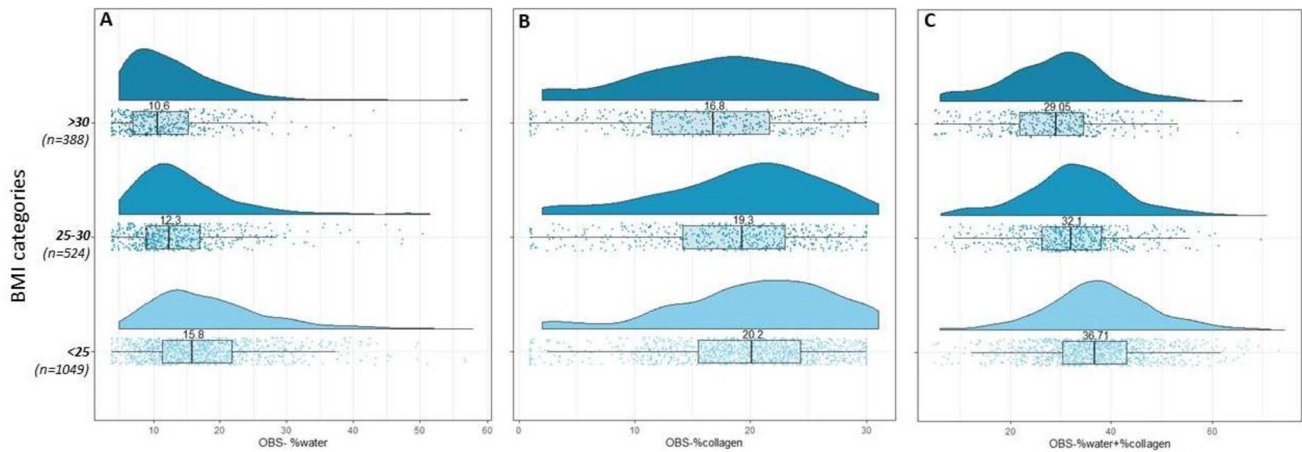 A
B
C
BMI categories
>30
(n=388)
25-30
(n=524)
<25
(n=1049)
10.6
12.3
15.8
10
20
30
40
50
60
OBS- %water
16.8
19.3
20.2
0
10
20
30
OBS-%collagen
29.05
32.1
36.71
20
40
60
OBS-%water+%collagen